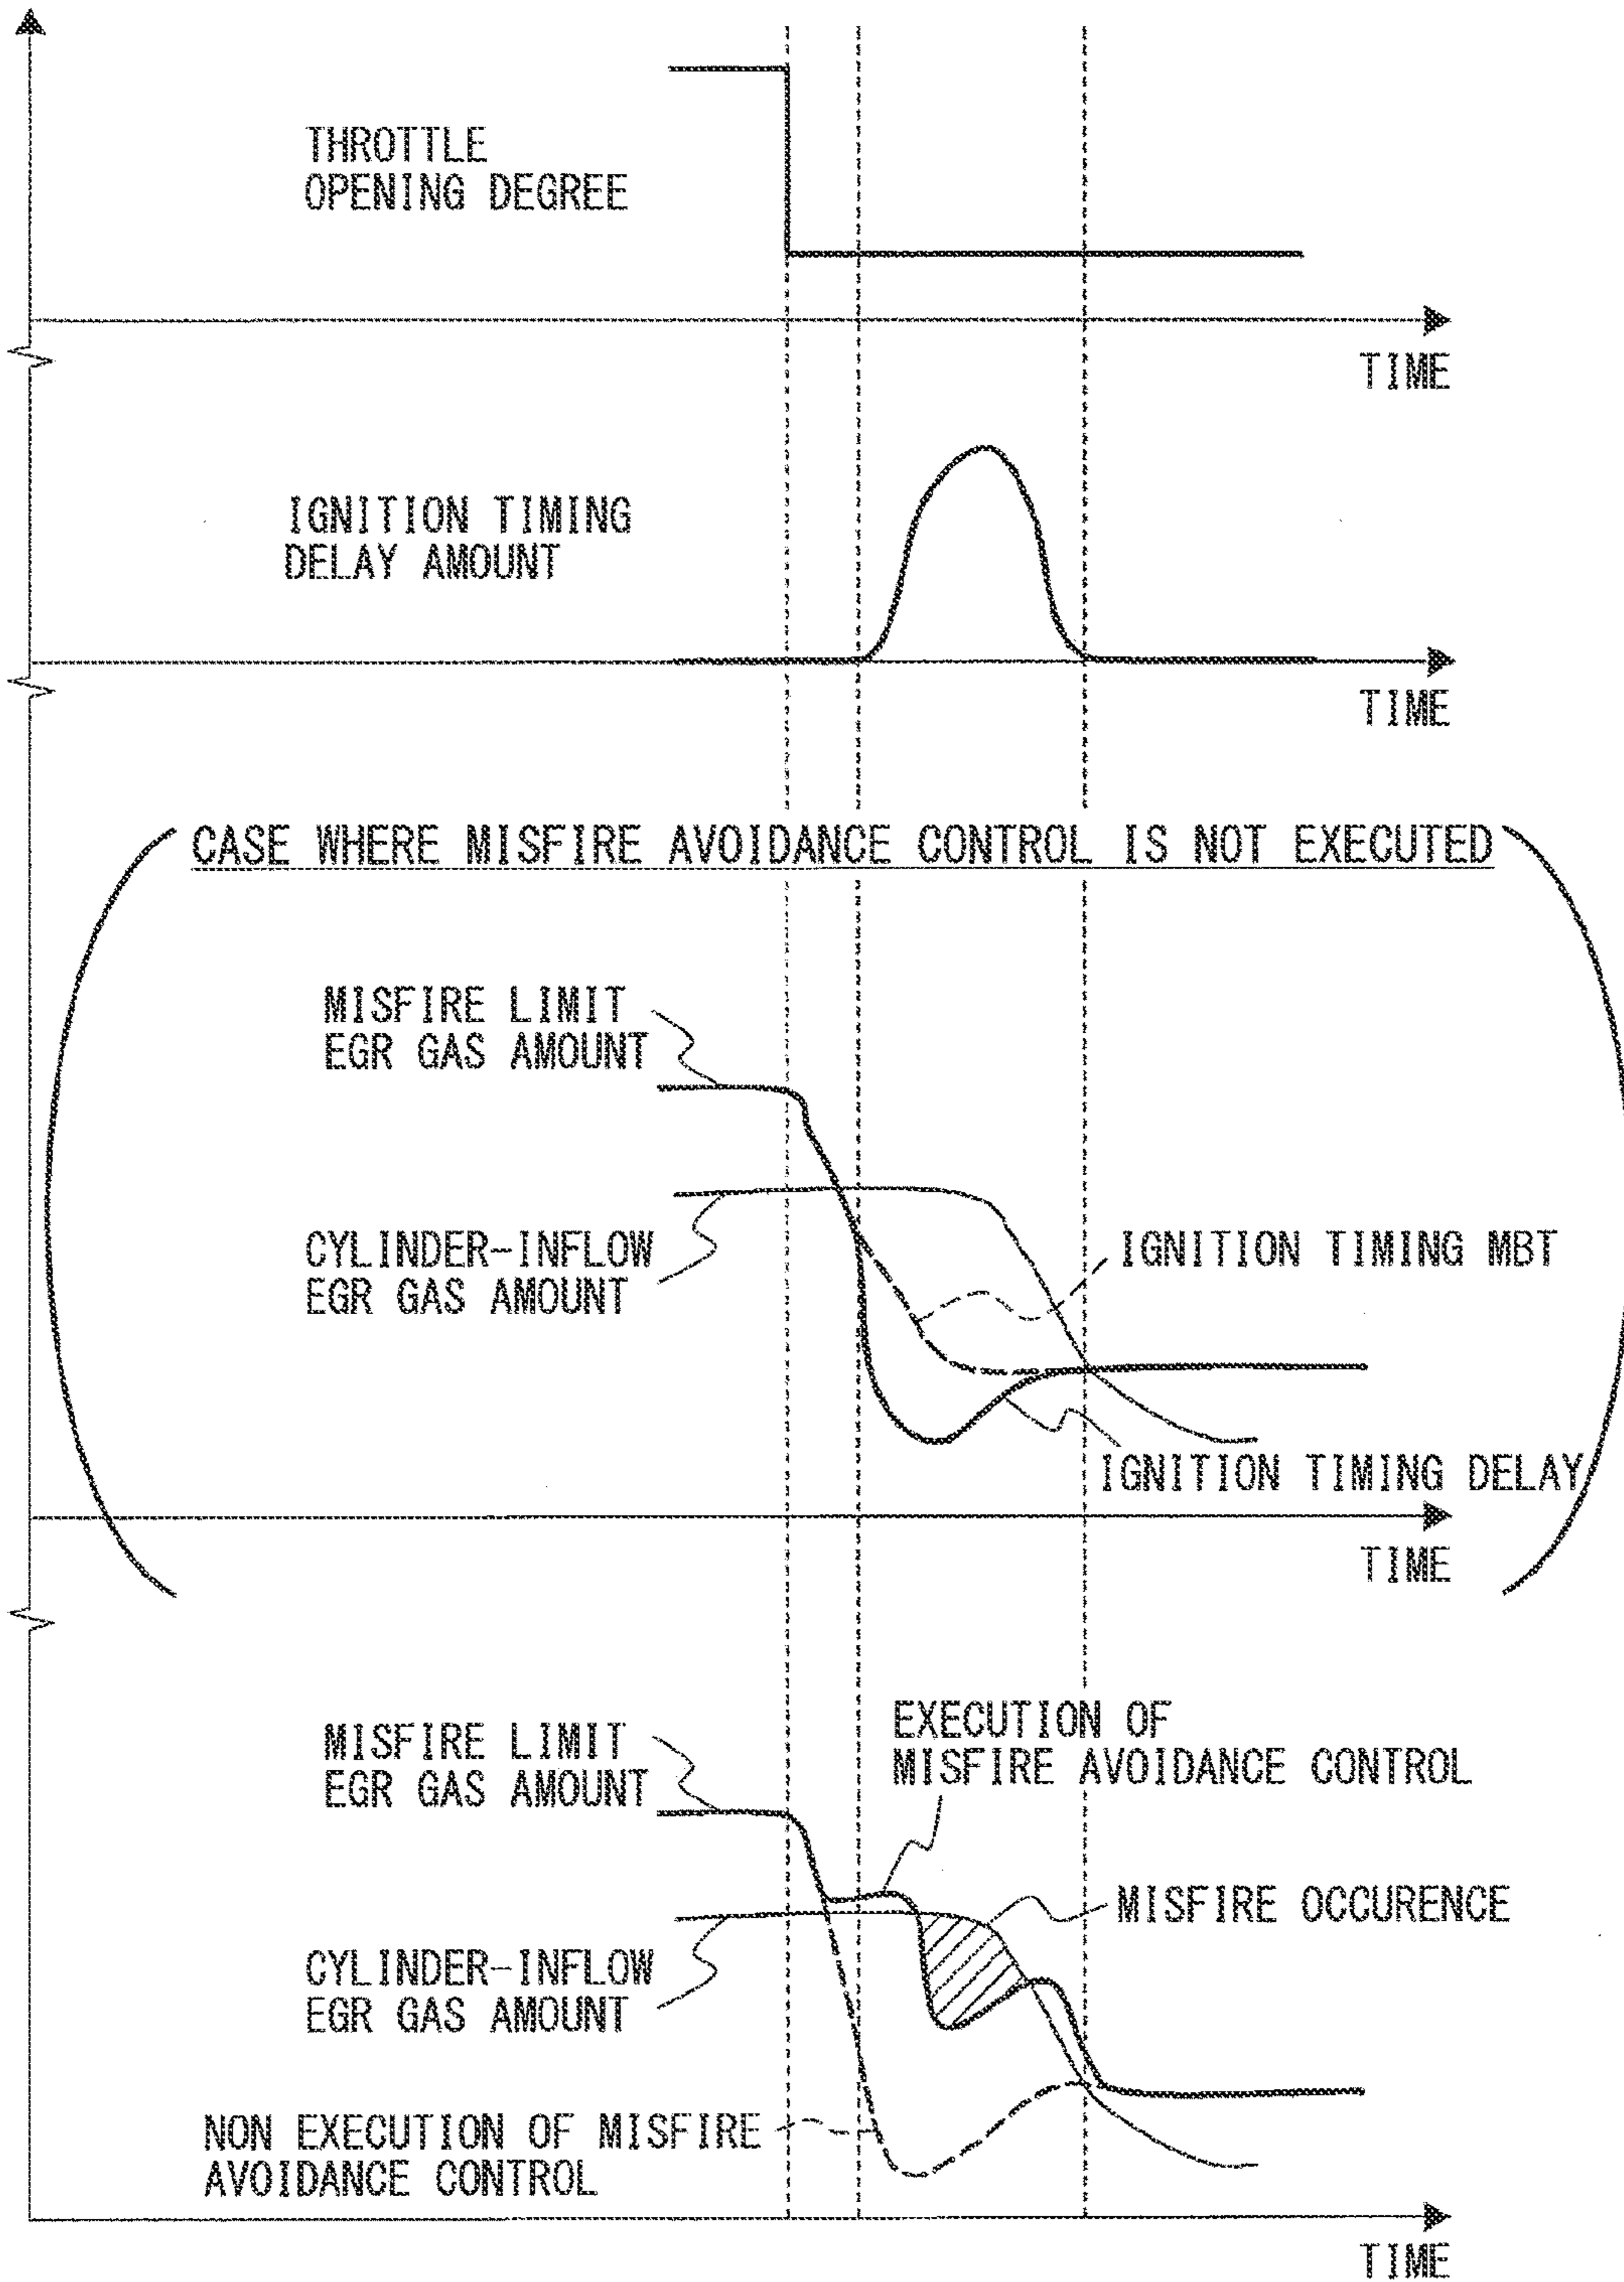 THROTTLE
OPENING DEGREE
TIME
IGNITION TIMING
DELAY AMOUNT
TIME
CASE WHERE MISFIRE AVOIDANCE CONTROL IS NOT EXECUTED
MISFIRE LIMIT
EGR GAS AMOUNT
CYLINDER-INFLOW
EGR GAS AMOUNT
IGNITION TIMING MBT
IGNITION TIMING DELAY
TIME
EXECUTION OF
MISFIRE AVOIDANCE CONTROL
MISFIRE LIMIT
EGR GAS AMOUNT
MISFIRE OCCURENCE
CYLINDER-INFLOW
EGR GAS AMOUNT
NON EXECUTION OF MISFIRE
AVOIDANCE CONTROL
TIME